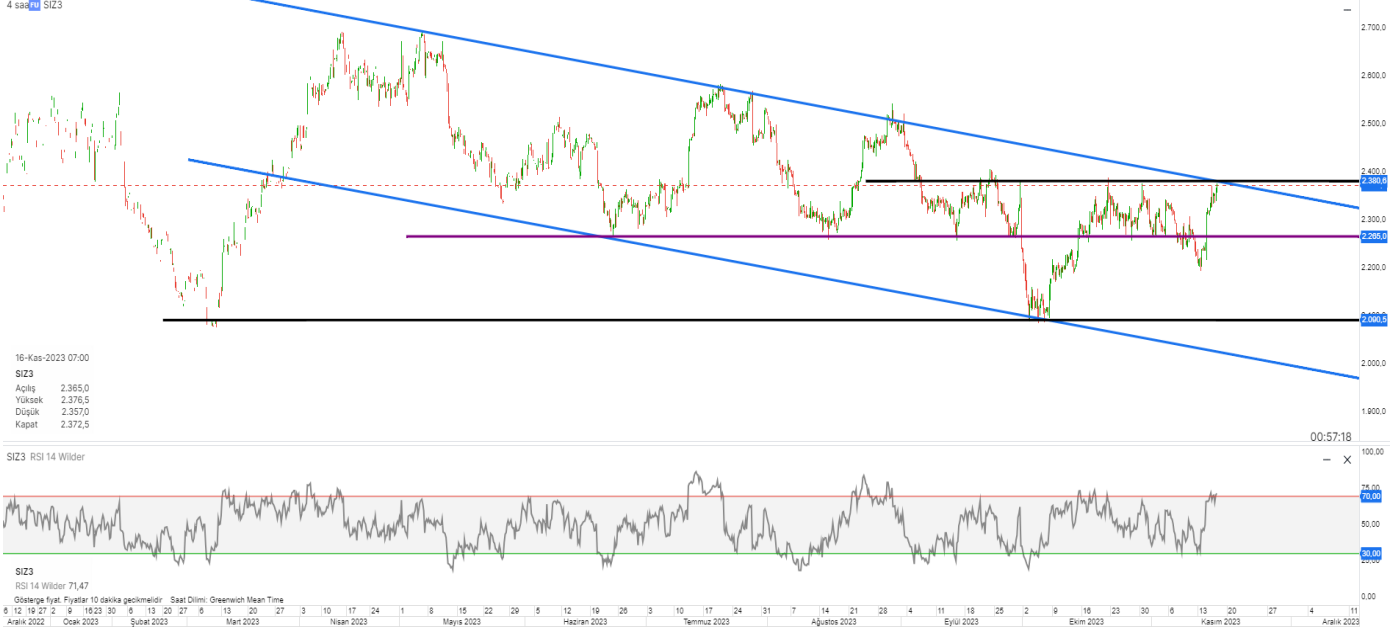 4 saa FU SIZ3
2.700,0
2.600,0
2.500,0
2.400,0
2.380,6
2.300,0
2.265,0
2.200,0
2.090,5
2.000,0
1.900,0
16-Kas-2023 07:00
SIZ3
Açılış 2.365,0
Yüksek 2.376,5
Düşük 2.357,0
Kapat 2.372,5
00:57:18
SIZ3 RSI 14 Wilder
100,00
70,00
50,00
30,00
0.00
SIZ3
RSI 14 Wilder 71,47
Gösterge fiyat. Fiyatlar 10 dakika gecikmelidir Saat Dilimi: Greenwich Mean Time
6 12 19 27 2 9 16 23 30 6 13 20 27 6 13 20 27 3 10 17 24 1 8 15 22 29 5 12 19 26 3 10 17 24 31 7 14 21 28 4 11 18 25 2 9 16 23 30 6 13 20 27 4 11
Aralık 2022 Ocak 2023 Şubat 2023 Mart 2023 Nisan 2023 Mayıs 2023 Haziran 2023 Temmuz 2023 Ağustos 2023 Eylül 2023 Ekim 2023 Kasım 2023 Aralık 2023